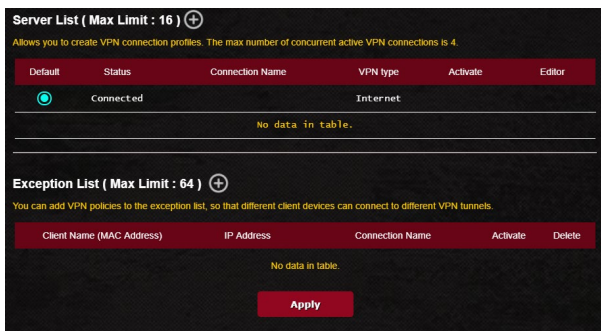 Server List ( Max Limit : 16 )
Allows you to create VPN connection profiles. The max number of concurrent active VPN connections is 4.
Default Status Connection Name VPN type Activate Editor
Connected Internet
No data in table.
Exception List ( Max Limit : 64 )
You can add VPN policies to the exception list, so that different client devices can connect to different VPN tunnels.
Client Name (MAC Address) IP Address Connection Name Activate Delete
No data in table.
Apply